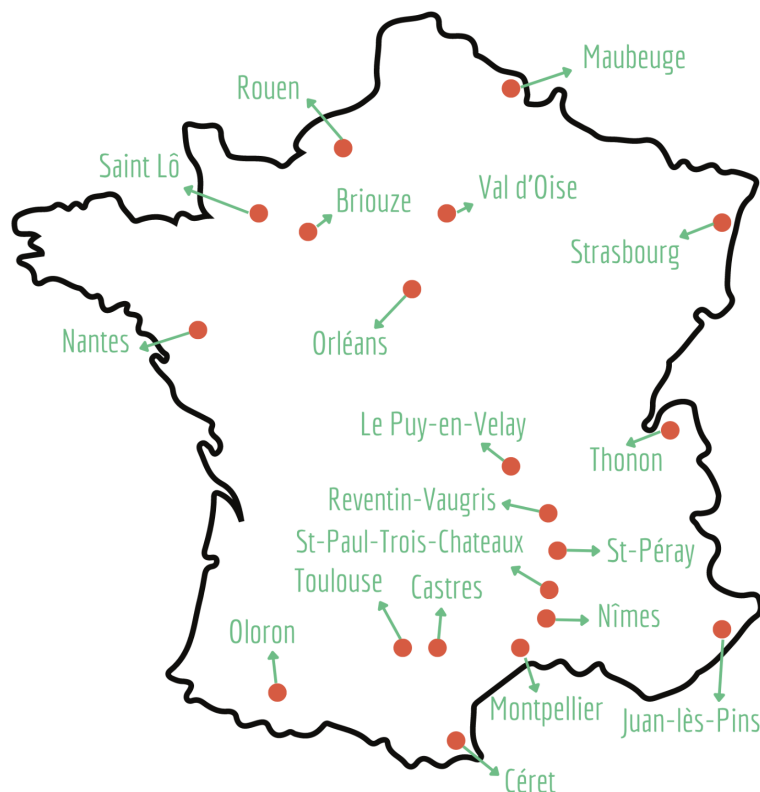 Maubeuge
Rouen
Saint Lô
Briouze
Val d'Oise
Strasbourg
Nantes
Orléans
Le Puy-en-Velay
Thonon
Reventin-Vaugris
St-Paul-Trois-Chateaux
St-Péray
Toulouse
Castres
Nîmes
Oloron
Montpellier
Juan-lès-Pins
Céret